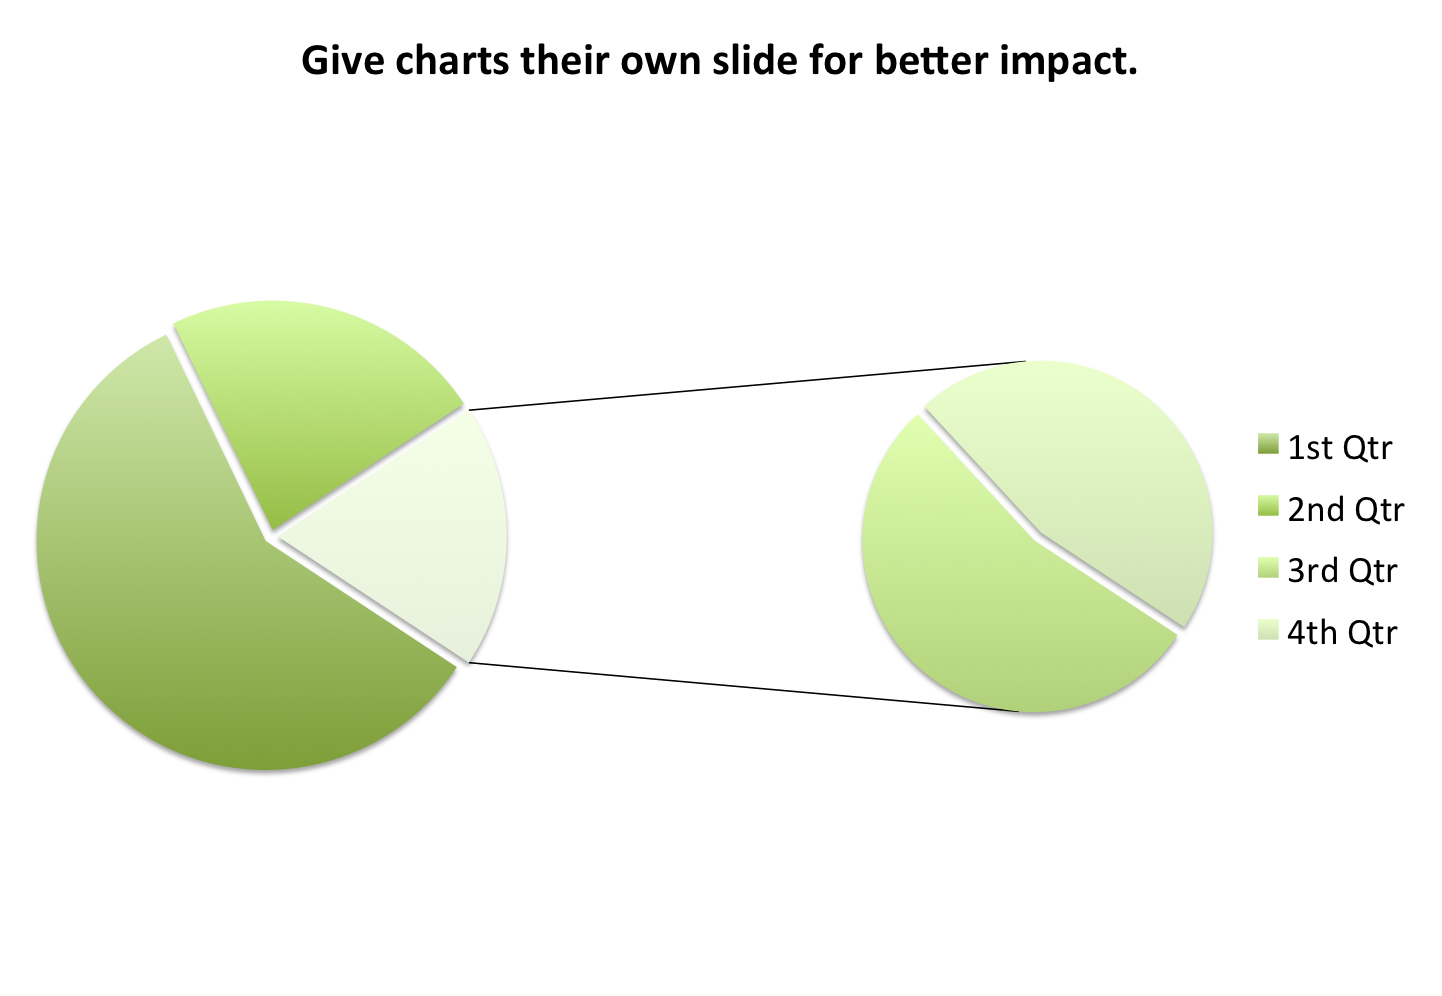 Give charts their own slide for better impact.
1st Qtr
2nd Qtr
3rd Qtr
4th Qtr